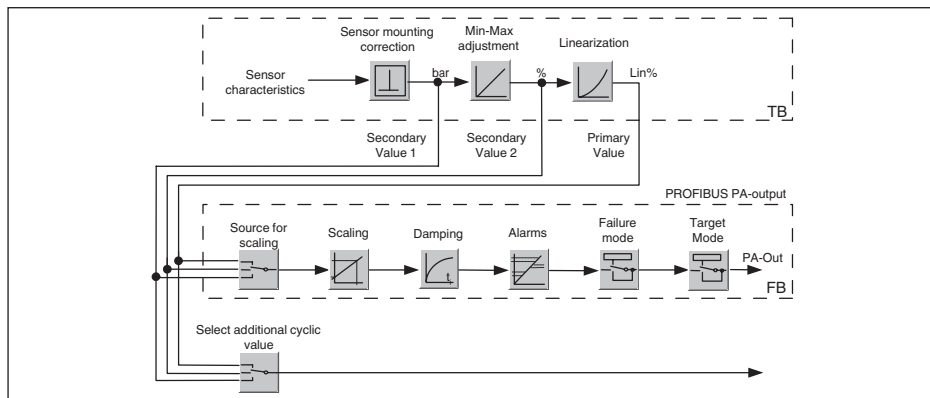 Sensor mounting
correction
Min-Max
adjustment
Linearization
Sensor
characteristics
bar
%
Lin%
TB
Secondary
Value 1
Secondary
Value 2
Primary
Value
PROFIBUS PA-output
Source for
scaling
Scaling
Damping
Alarms
Failure
mode
Target
Mode
t
PA-Out
FB
Select additional cyclic
value